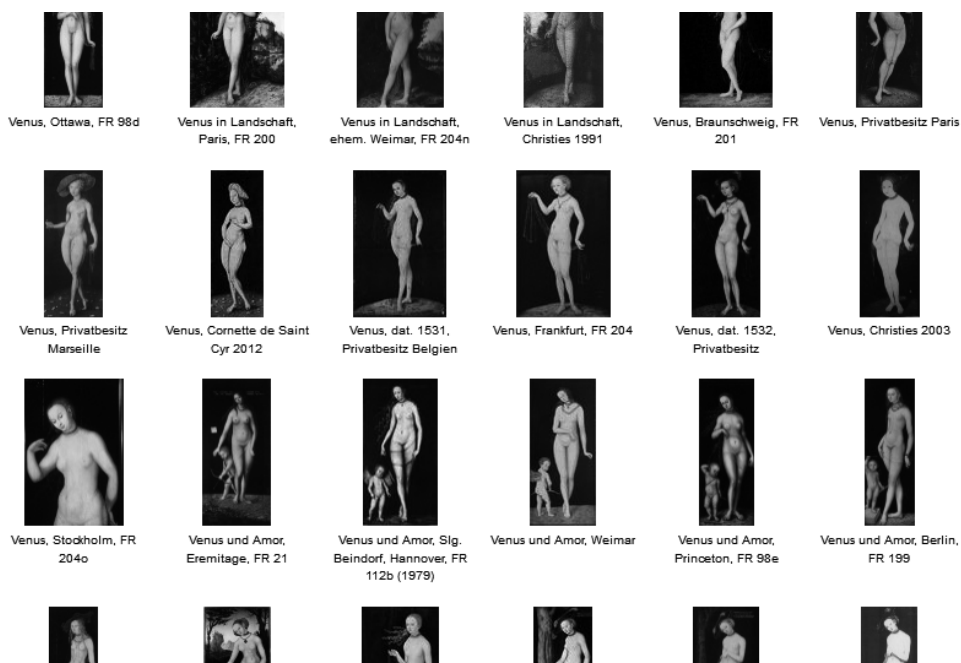 Venus, Ottawa, FR 98d
Venus in Landschaft,
Paris, FR 200
Venus in Landschaft,
ehem. Weimar, FR 204n
Venus in Landschaft,
Christies 1991
Venus, Braunschweig, FR
201
Venus, Privatbesitz Paris
Venus, Privatbesitz
Marseille
Venus, Cornette de Saint
Cyr 2012
Venus, dat. 1531,
Privatbesitz Belgien
Venus, Frankfurt, FR 204
Venus, dat. 1532,
Privatbesitz
Venus, Christies 2003
Venus, Stockholm, FR
204o
Venus und Amor,
Eremitage, FR 21
Venus und Amor, Slg.
Beindorf, Hannover, FR
112b (1979)
Venus und Amor, Weimar
Venus und Amor,
Princeton, FR 98e
Venus und Amor, Berlin,
FR 199